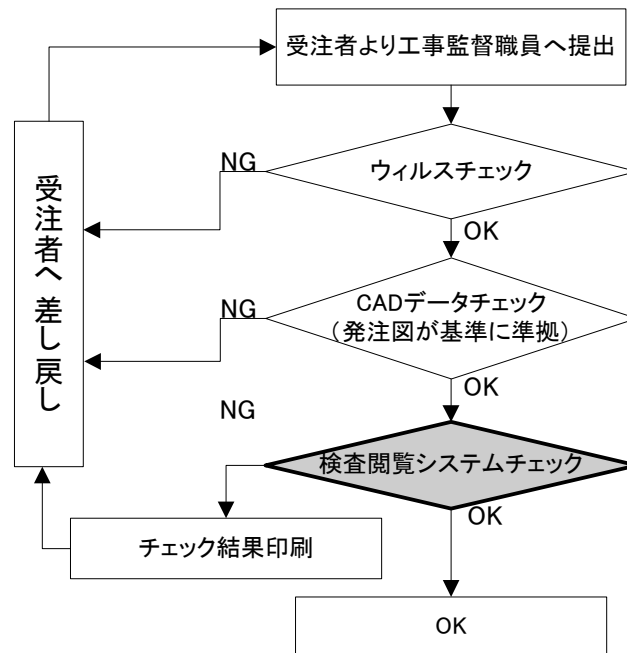 受注者より工事監督職員へ提出
NG
ウィルスチェック
OK
受注者へ 差し戻し
NG
CADデータチェック
（発注図が基準に準拠）
OK
NG
検査閲覧システムチェック
OK
チェック結果印刷
OK